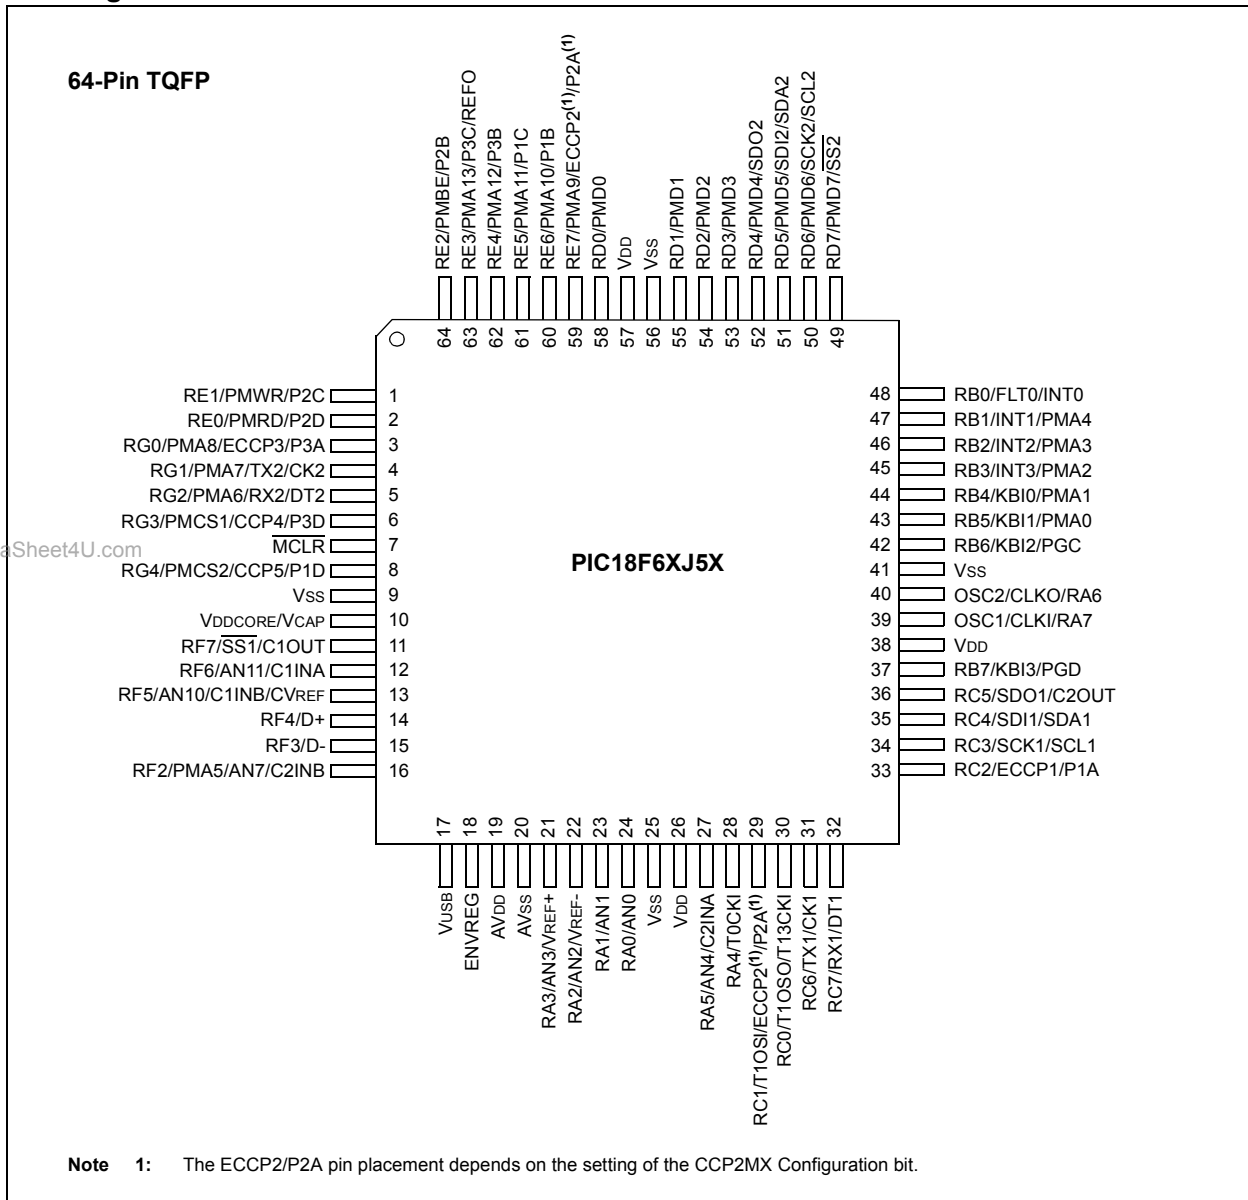 64-Pin TQFP
RE2/PMBE/P2B
RE3/PMA13/P3C/REFO
RE4/PMA12/P3B
RE5/PMA11/P1C
RE6/PMA10/P1B
RE7/PMA9/ECCP2(1)/P2A(1)
RD0/PMD0
VDD
VSS
RD1/PMD1
RD2/PMD2
RD3/PMD3
RD4/PMD4/SDO2
RD5/PMD5/SDI2/SDA2
RD6/PMD6/SCK2/SCL2
RD7/PMD7/SS2
64 63 62 61 60 59 58 57 56 55 54 53 52 51 50 49
RE1/PMWR/P2C 1
RE0/PMRD/P2D 2
RG0/PMA8/ECCP3/P3A 3
RG1/PMA7/TX2/CK2 4
RG2/PMA6/RX2/DT2 5
RG3/PMCS1/CCP4/P3D 6
MCLR 7
RG4/PMCS2/CCP5/P1D 8
VSS 9
VDDCORE/VCAP 10
RF7/SS1/C1OUT 11
RF6/AN11/C1INA 12
RF5/AN10/C1INB/CVREF 13
RF4/D+ 14
RF3/D- 15
RF2/PMA5/AN7/C2INB 16
aSheet4U.com
PIC18F6XJ5X
48 RB0/FLT0/INT0
47 RB1/INT1/PMA4
46 RB2/INT2/PMA3
45 RB3/INT3/PMA2
44 RB4/KBI0/PMA1
43 RB5/KBI1/PMA0
42 RB6/KBI2/PGC
41 VSS
40 OSC2/CLKO/RA6
39 OSC1/CLKI/RA7
38 VDD
37 RB7/KBI3/PGD
36 RC5/SDO1/C2OUT
35 RC4/SDI1/SDA1
34 RC3/SCK1/SCL1
33 RC2/ECCP1/P1A
17 18 19 20 21 22 23 24 25 26 27 28 29 30 31 32
VUSB
ENVREG
AVDD
AVSS
RA3/AN3/VREF+
RA2/AN2/VREF-
RA1/AN1
RA0/AN0
VSS
VDD
RA5/AN4/C2INA
RA4/T0CKI
RC1/T1OSI/ECCP2(1)/P2A(1)
RC0/T1OSO/T13CKI
RC6/TX1/CK1
RC7/RX1/DT1
Note 1: The ECCP2/P2A pin placement depends on the setting of the CCP2MX Configuration bit.